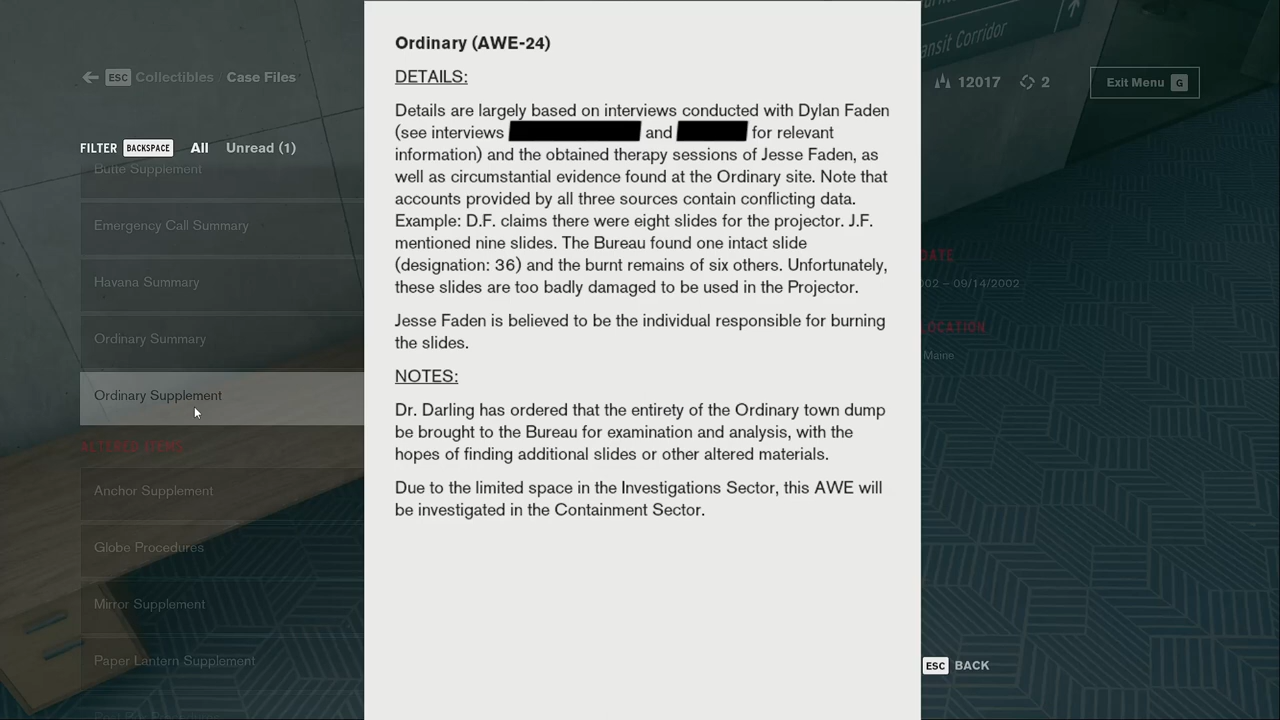 ansit Corridor
ESC Collectibles Case Files
12017 2
Exit Menu G
FILTER BACKSPACE All Unread (1)
Butte Supplement
Emergency Call Summary
Havana Summary
Ordinary Summary
Ordinary Supplement
ALTERED ITEMS
Anchor Supplement
Globe Procedures
Mirror Supplement
Paper Lantern Supplement
Ordinary (AWE-24)
DETAILS:
Details are largely based on interviews conducted with Dylan Faden
(see interviews and for relevant
information) and the obtained therapy sessions of Jesse Faden, as
well as circumstantial evidence found at the Ordinary site. Note that
accounts provided by all three sources contain conflicting data.
Example: D.F. claims there were eight slides for the projector. J.F.
mentioned nine slides. The Bureau found one intact slide
(designation: 36) and the burnt remains of six others. Unfortunately,
these slides are too badly damaged to be used in the Projector.
Jesse Faden is believed to be the individual responsible for burning
the slides.
NOTES:
Dr. Darling has ordered that the entirety of the Ordinary town dump
be brought to the Bureau for examination and analysis, with the
hopes of finding additional slides or other altered materials.
Due to the limited space in the Investigations Sector, this AWE will
be investigated in the Containment Sector.
DATE
002 – 09/14/2002
LOCATION
Maine
ESC BACK